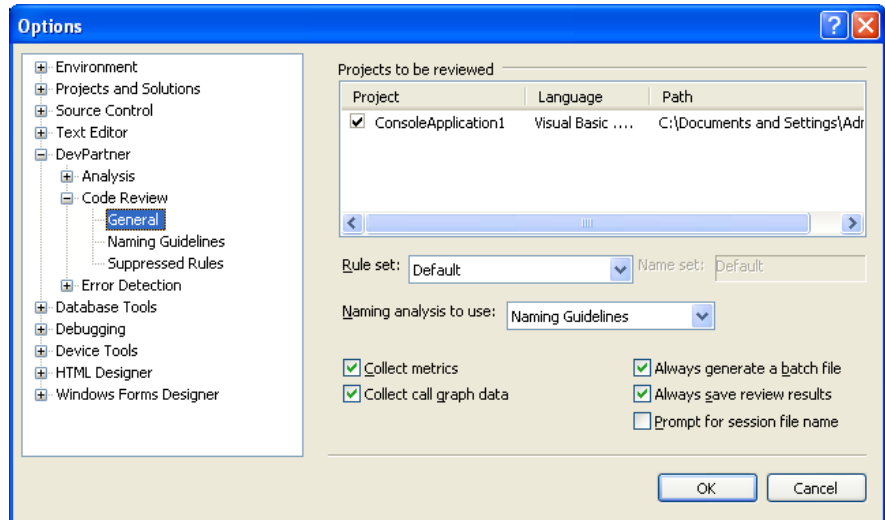 Options
Environment
Projects and Solutions
Source Control
Text Editor
DevPartner
Analysis
Code Review
General
Naming Guidelines
Suppressed Rules
Error Detection
Database Tools
Debugging
Device Tools
HTML Designer
Windows Forms Designer
Projects to be reviewed
Project Language Path
ConsoleApplication1 Visual Basic .... C:\Documents and Settings\Adr
Rule set: Default Name set: Default
Naming analysis to use: Naming Guidelines
Collect metrics Always generate a batch file
Collect call graph data Always save review results
Prompt for session file name
OK Cancel